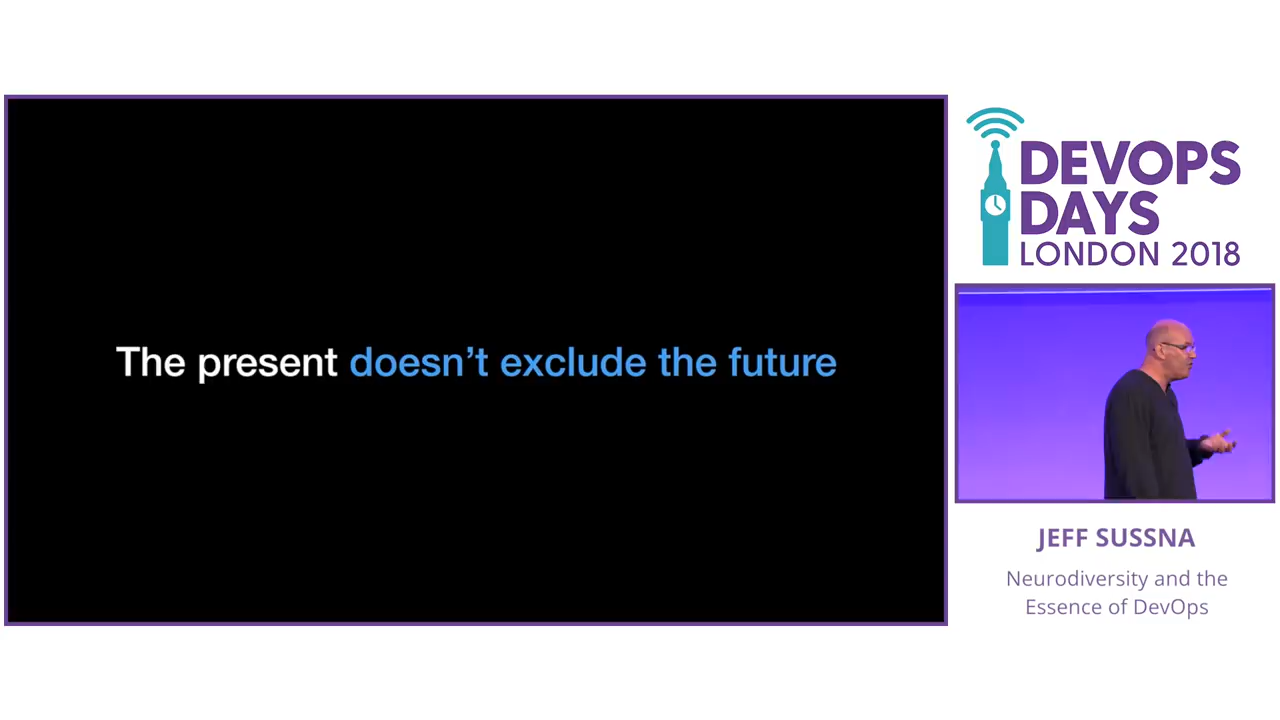 The present doesn’t exclude the future
DEVOPS
DAYS
LONDON 2018
JEFF SUSSNA
Neurodiversity and the
Essence of DevOps